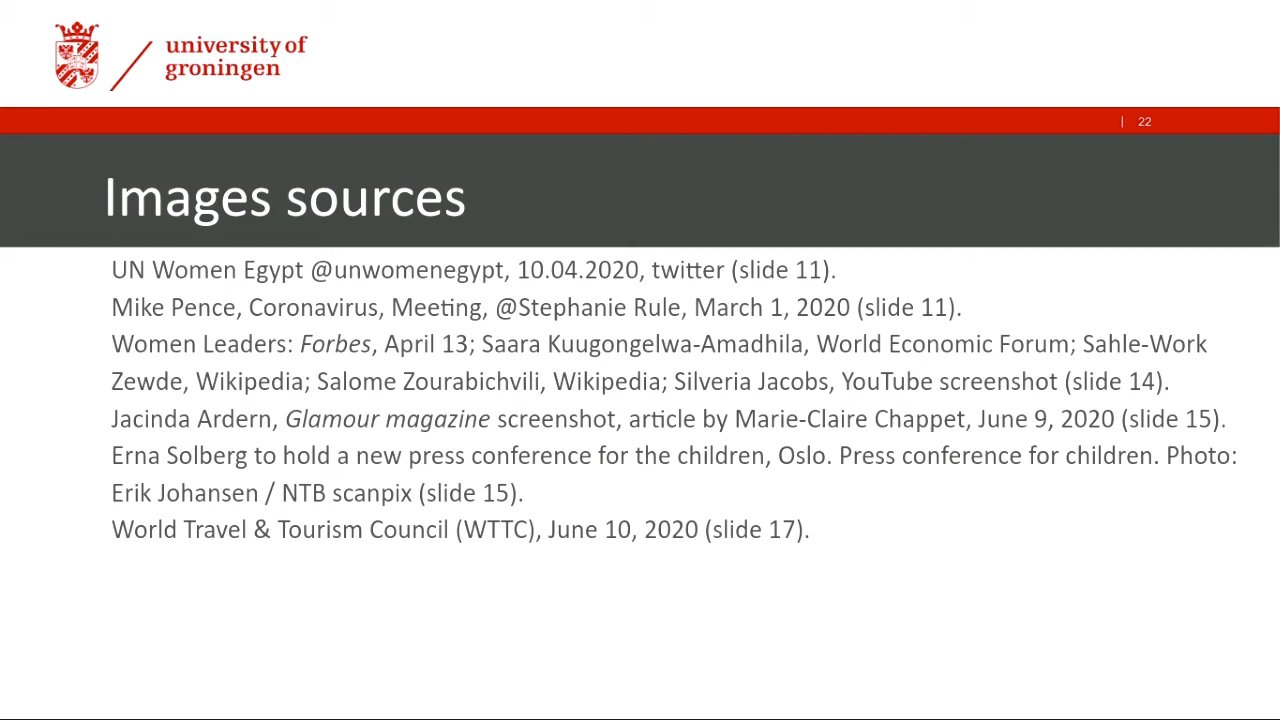 university of
groningen
| 22
Images sources
UN Women Egypt @unwomenegypt, 10.04.2020, twitter (slide 11).
Mike Pence, Coronavirus, Meeting, @Stephanie Rule, March 1, 2020 (slide 11).
Women Leaders: Forbes, April 13; Saara Kuugongelwa-Amadhila, World Economic Forum; Sahle-Work
Zewde, Wikipedia; Salome Zourabichvili, Wikipedia; Silveria Jacobs, YouTube screenshot (slide 14).
Jacinda Ardern, Glamour magazine screenshot, article by Marie-Claire Chappet, June 9, 2020 (slide 15).
Erna Solberg to hold a new press conference for the children, Oslo. Press conference for children. Photo:
Erik Johansen / NTB scanpix (slide 15).
World Travel & Tourism Council (WTTC), June 10, 2020 (slide 17).